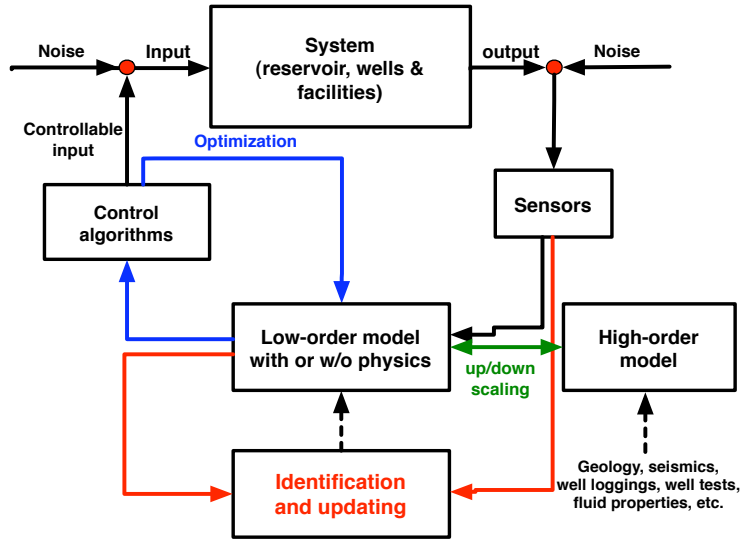 Noise
Input
System
(reservoir, wells &
facilities)
output
Noise
Controllable
input
Optimization
Control
algorithms
Sensors
Low-order model
with or w/o physics
up/down
scaling
High-order
model
Identification
and updating
Geology, seismics,
well loggings, well tests,
fluid properties, etc.